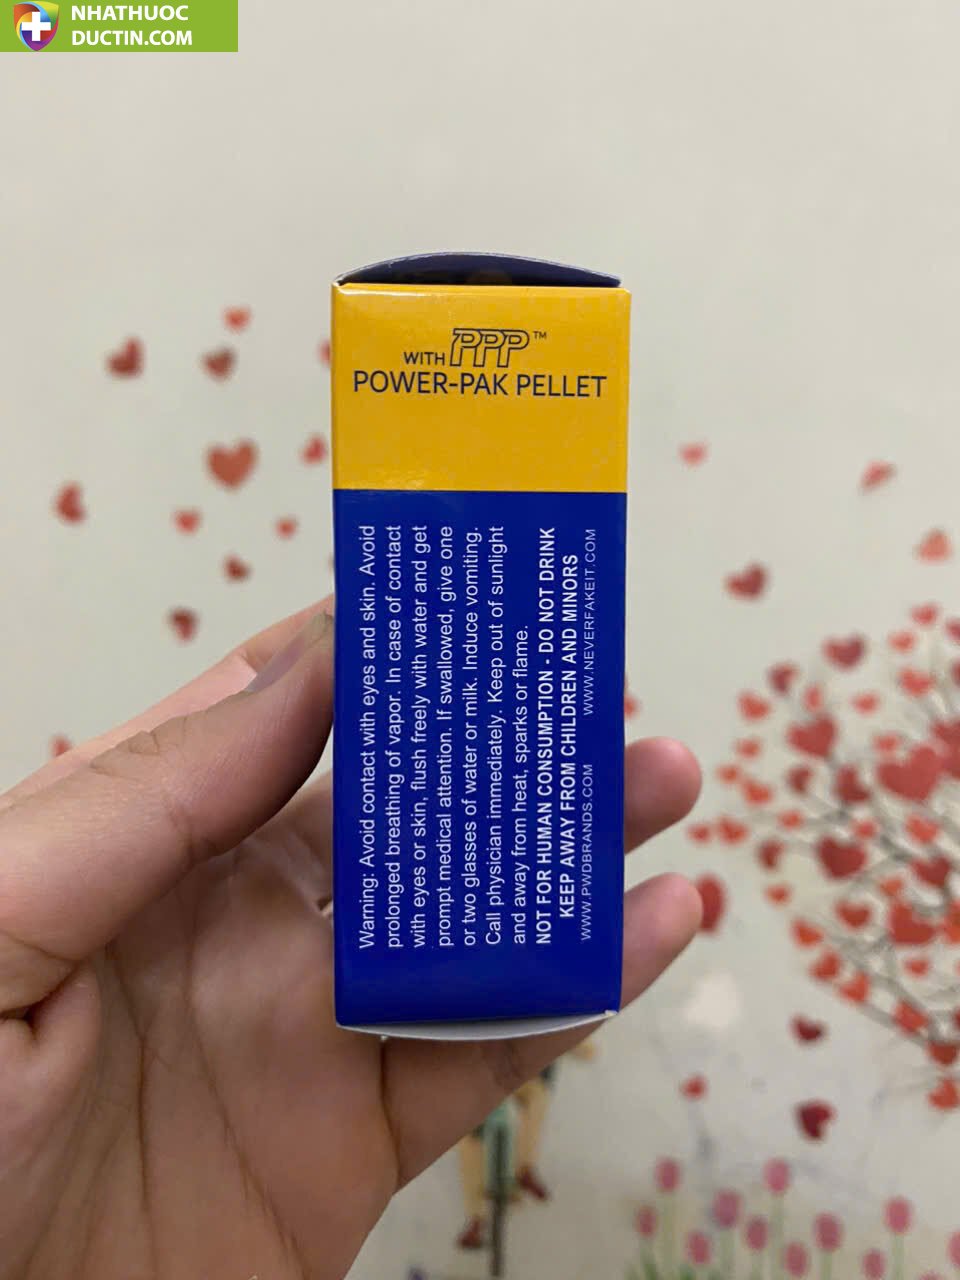 NHATHUOC
DUCTIN.COM
WITH PPP™
POWER-PAK PELLET
Warning: Avoid contact with eyes and skin. Avoid
prolonged breathing of vapor. In case of contact
with eyes or skin, flush freely with water and get
prompt medical attention. If swallowed, give one
or two glasses of water or milk. Induce vomiting.
Call physician immediately. Keep out of sunlight
and away from heat, sparks or flame.
NOT FOR HUMAN CONSUMPTION - DO NOT DRINK
KEEP AWAY FROM CHILDREN AND MINORS
WWW.PWDBRANDS.COM WWW.NEVERFAKEIT.COM